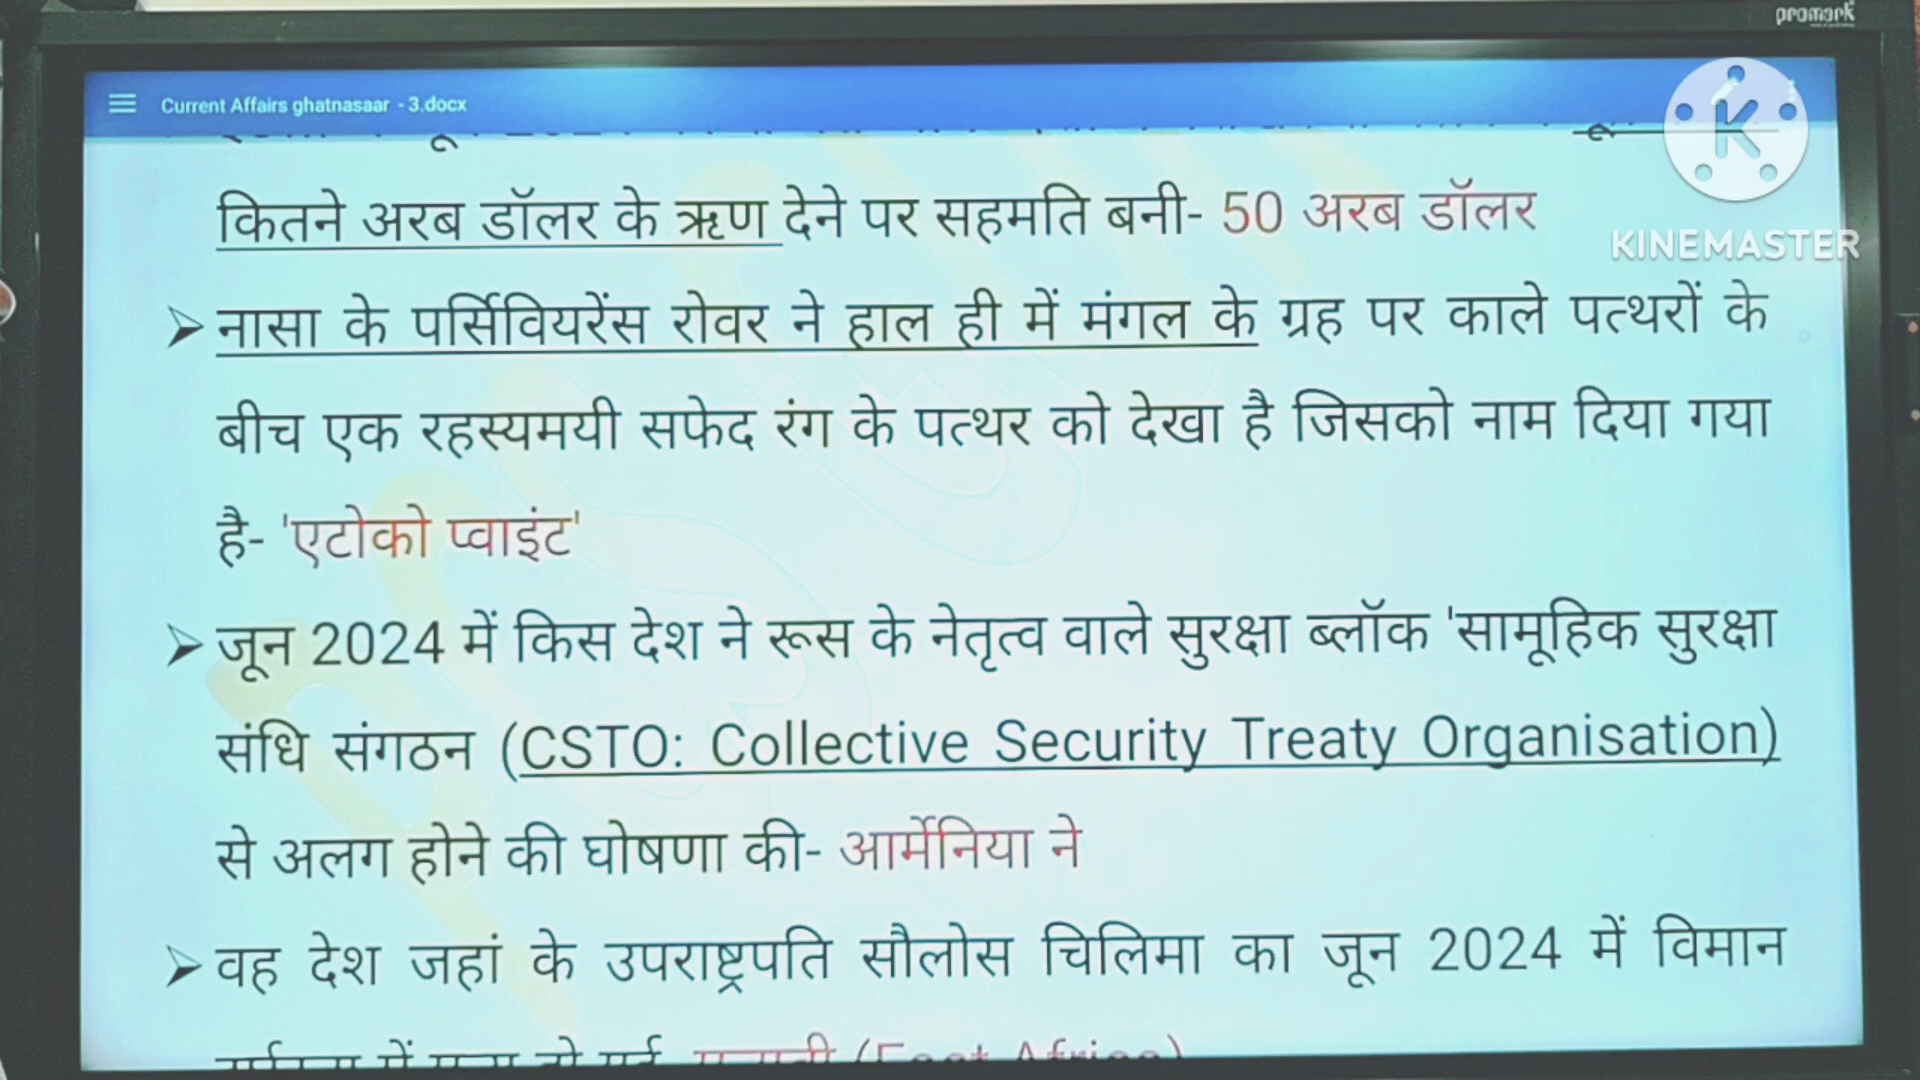 promark
Current Affairs ghatnasaar - 3.docx
KINEMASTER
कितने अरब डॉलर के ऋण देने पर सहमति बनी- 50 अरब डॉलर
➤ नासा के पर्सिवियरेंस रोवर ने हाल ही में मंगल के ग्रह पर काले पत्थरों के
बीच एक रहस्यमयी सफेद रंग के पत्थर को देखा है जिसको नाम दिया गया
है- 'एटोको प्वाइंट'
➤ जून 2024 में किस देश ने रूस के नेतृत्व वाले सुरक्षा ब्लॉक 'सामूहिक सुरक्षा
संधि संगठन (CSTO: Collective Security Treaty Organisation)
से अलग होने की घोषणा की- आर्मेनिया ने
➤ वह देश जहां के उपराष्ट्रपति सौलोस चिलिमा का जून 2024 में विमान